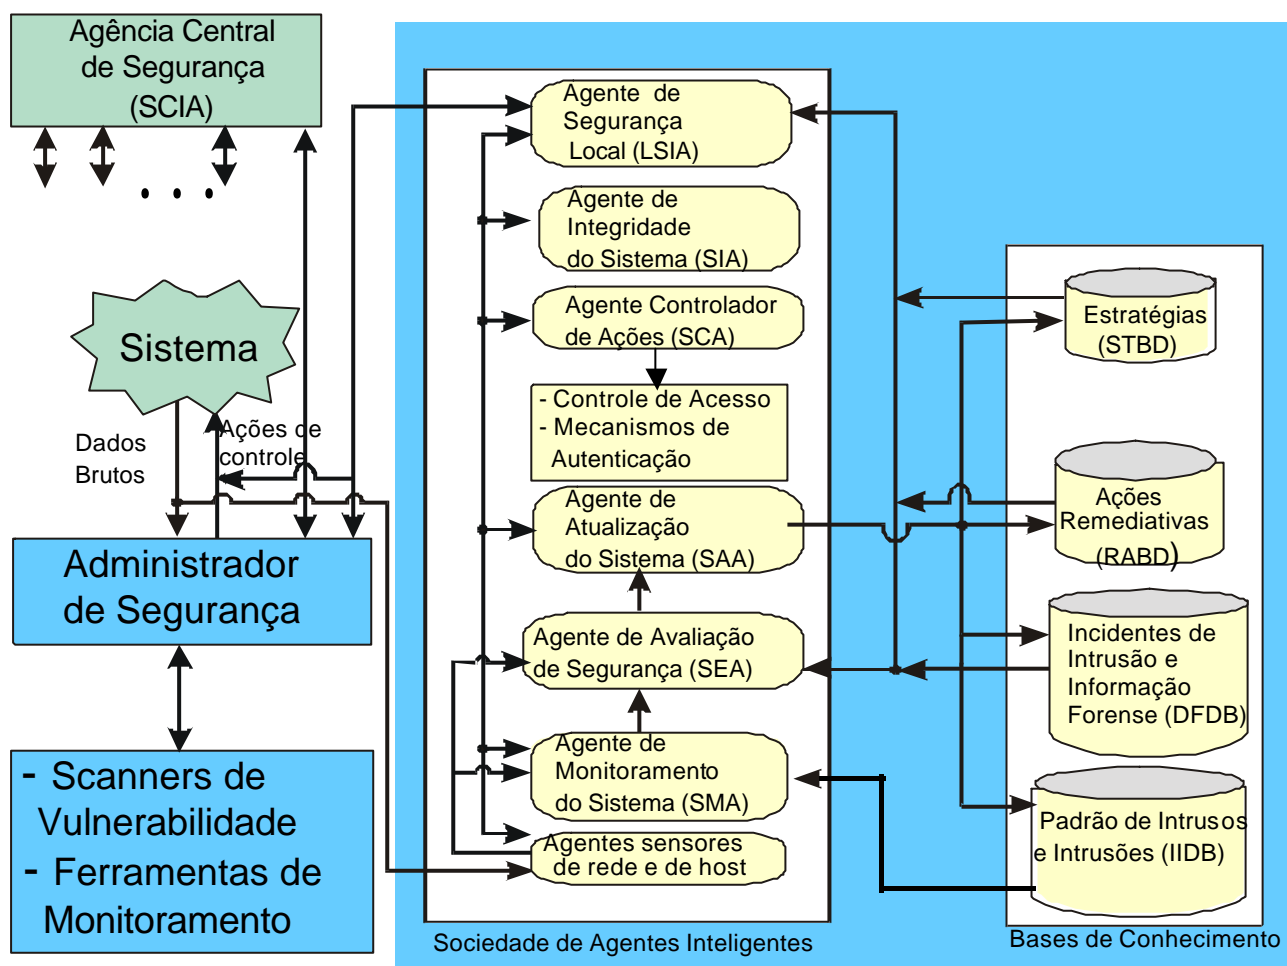 Agência Central
de Segurança
(SCIA)
. . .
Sistema
Dados
Brutos
Ações de
controle
Administrador
de Segurança
- Scanners de
Vulnerabilidade
- Ferramentas de
Monitoramento
Agente de
Segurança
Local (LSIA)
Agente de
Integridade
do Sistema (SIA)
Agente Controlador
de Ações (SCA)
- Controle de Acesso
- Mecanismos de
Autenticação
Agente de
Atualização
do Sistema (SAA)
Agente de Avaliação
de Segurança (SEA)
Agente de
Monitoramento
do Sistema (SMA)
Agentes sensores
de rede e de host
Sociedade de Agentes Inteligentes
Estratégias
(STBD)
Ações
Remediativas
(RABD)
Incidentes de
Intrusão e
Informação
Forense (DFDB)
Padrão de Intrusos
e Intrusões (IIDB)
Bases de Conhecimento